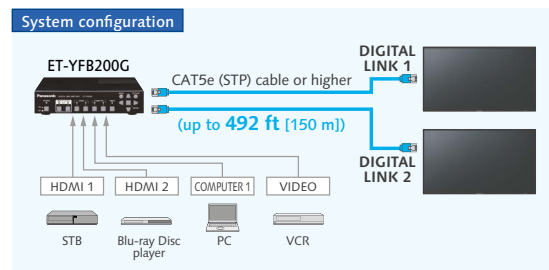 System configuration
ET-YFB200G
Panasonic
DIGITAL
LINK 1
CAT5e (STP) cable or higher
(up to 492 ft [150 m])
DIGITAL
LINK 2
HDMI 1
HDMI 2
COMPUTER 1
VIDEO
STB
Blu-ray Disc
player
PC
VCR